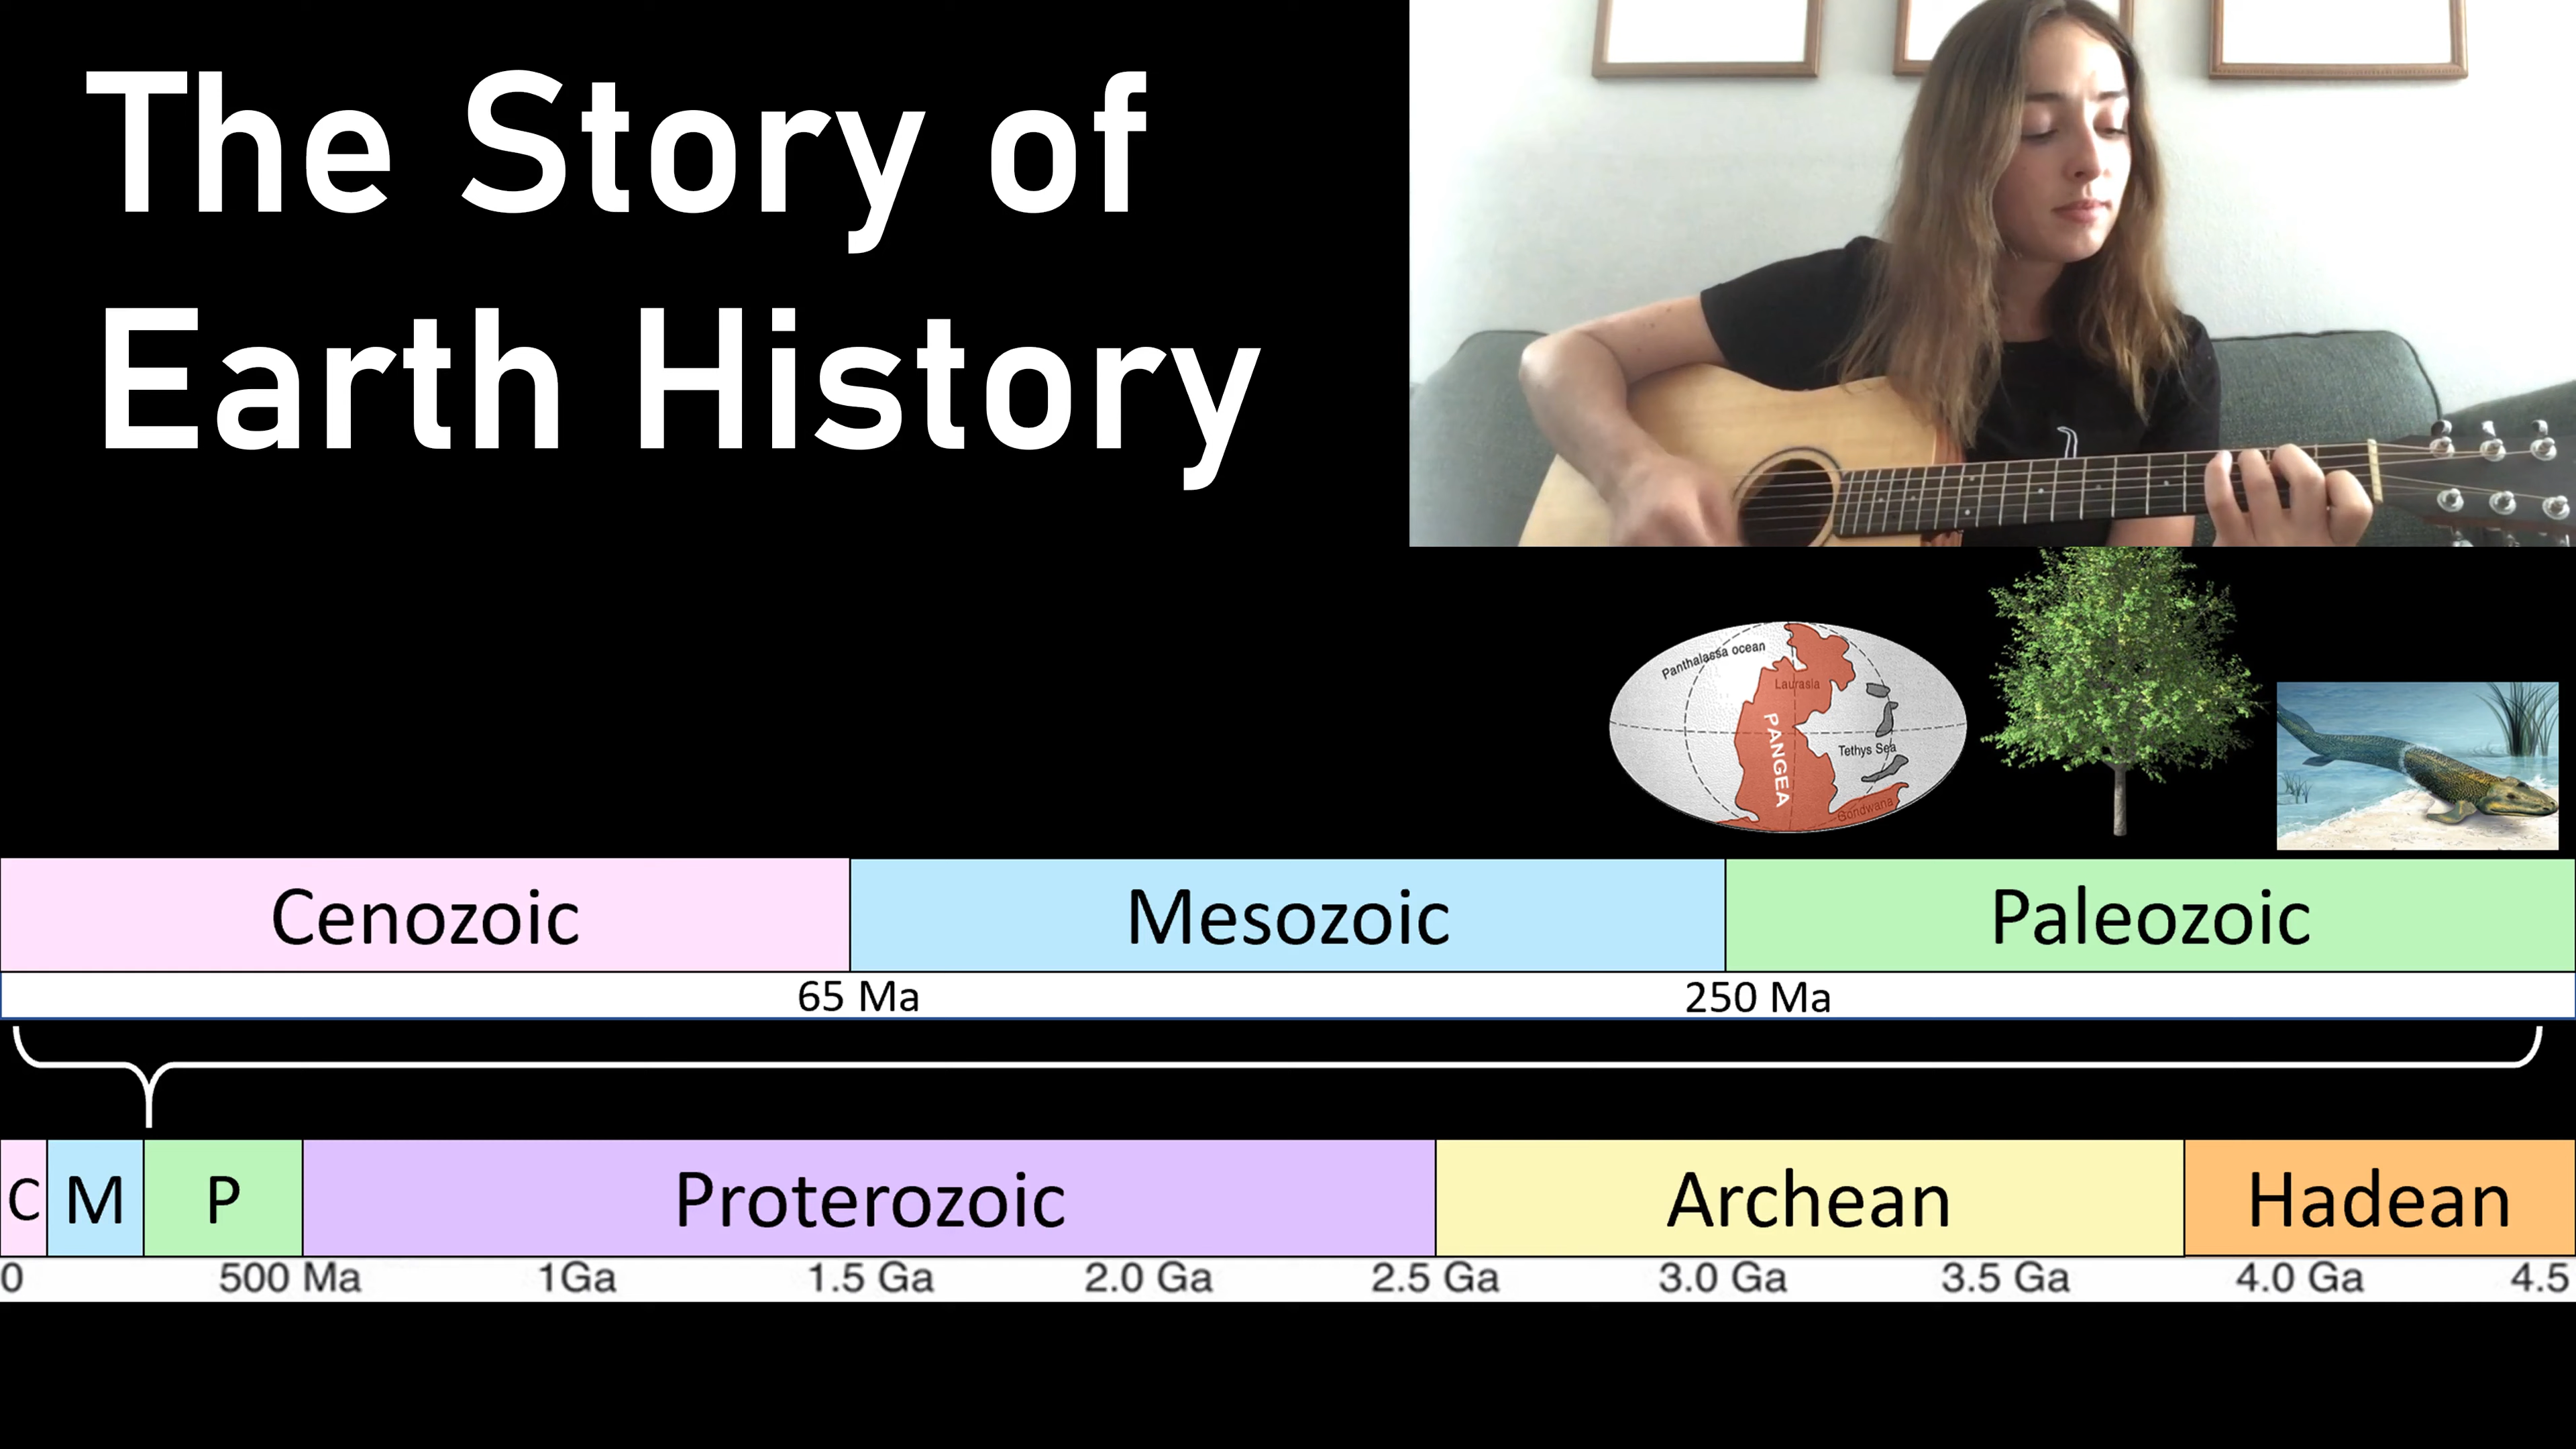 The Story of
Earth History
Panthalassa ocean
Laurasia
PANGEA
Tethys Sea
Gondwana
Cenozoic
Mesozoic
Paleozoic
65 Ma
250 Ma
C
M
P
Proterozoic
Archean
Hadean
0
500 Ma
1Ga
1.5 Ga
2.0 Ga
2.5 Ga
3.0 Ga
3.5 Ga
4.0 Ga
4.5